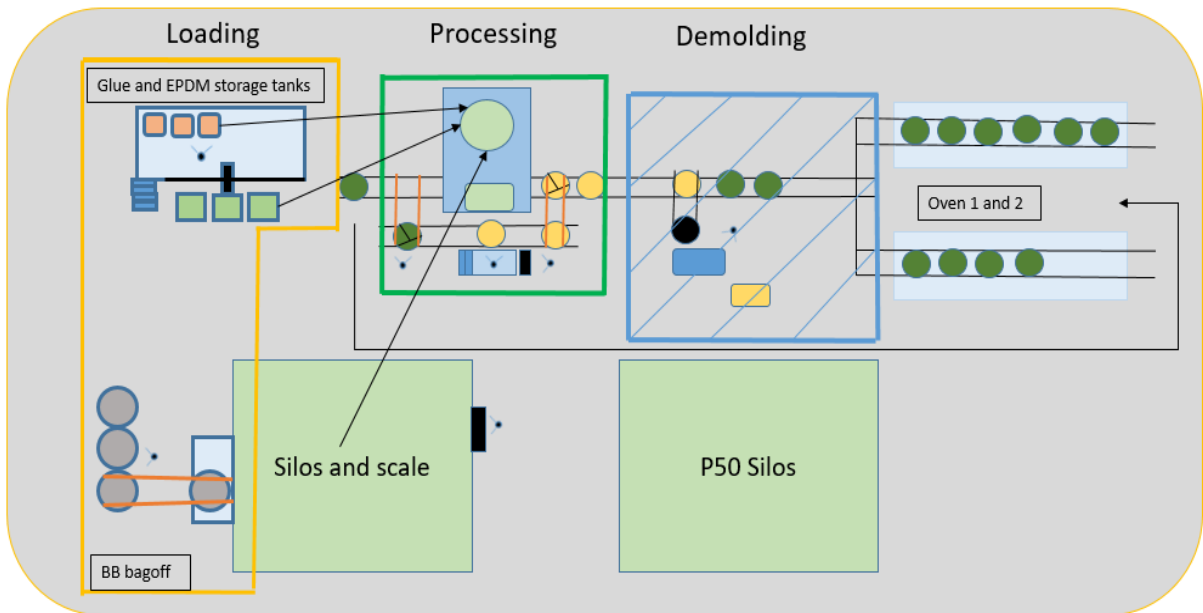 Loading
Processing
Demolding
Glue and EPDM storage tanks
Oven 1 and 2
Silos and scale
P50 Silos
BB bagoff